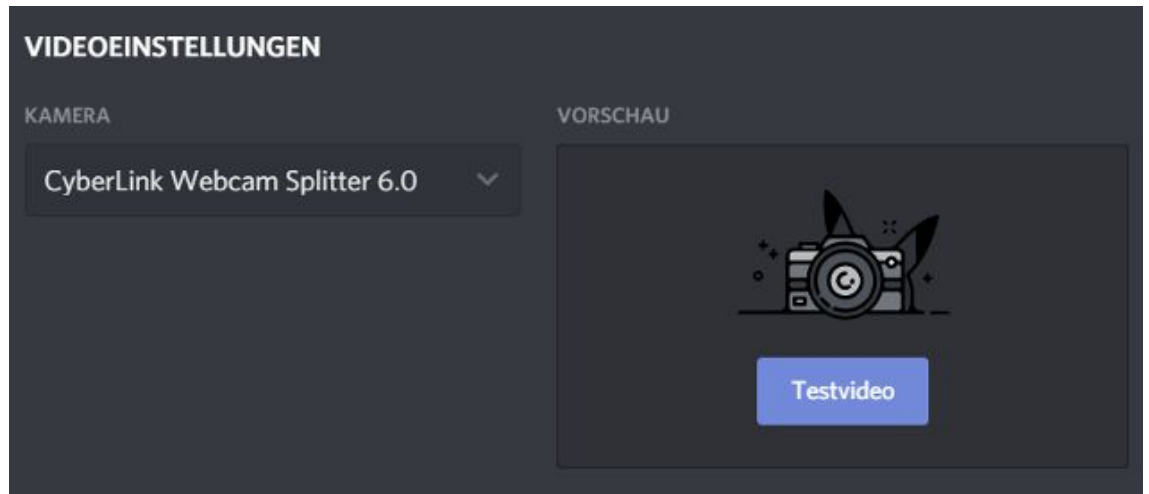 VIDEOEINSTELLUNGEN
KAMERA
CyberLink Webcam Splitter 6.0
VORSCHAU
Testvideo